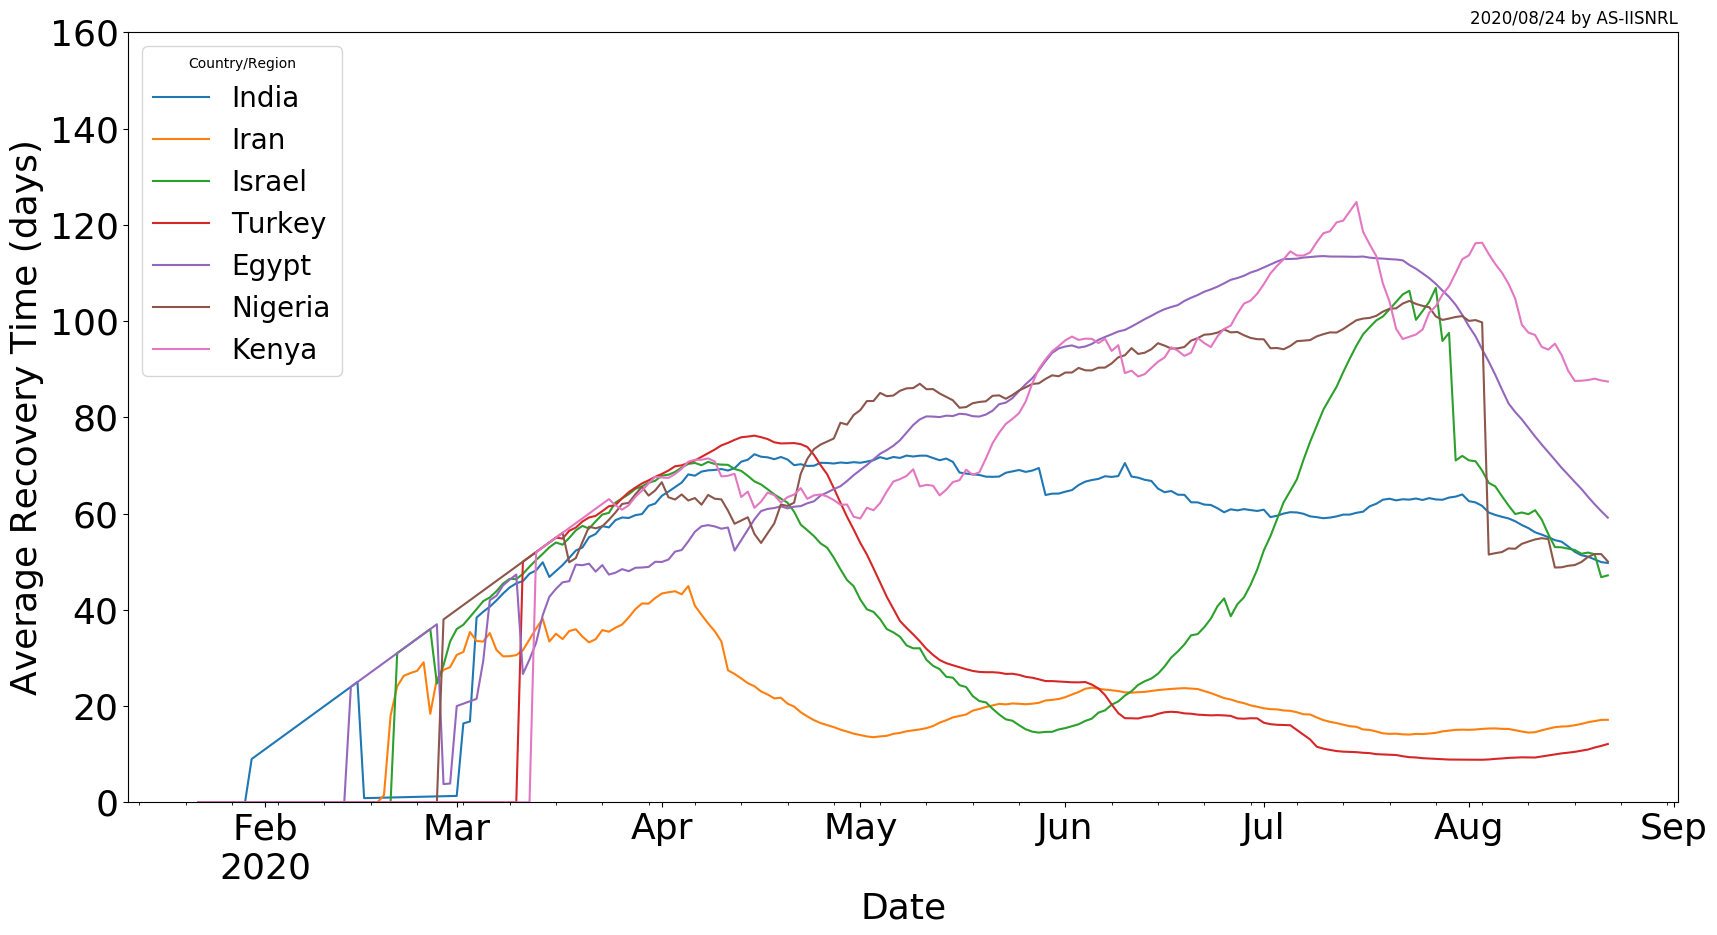 2020/08/24 by AS-IISNRL
160
140
120
100
80
60
40
20
0
Average Recovery Time (days)
Country/Region
India
Iran
Israel
Turkey
Egypt
Nigeria
Kenya
Feb Mar Apr May Jun Jul Aug Sep
2020
Date